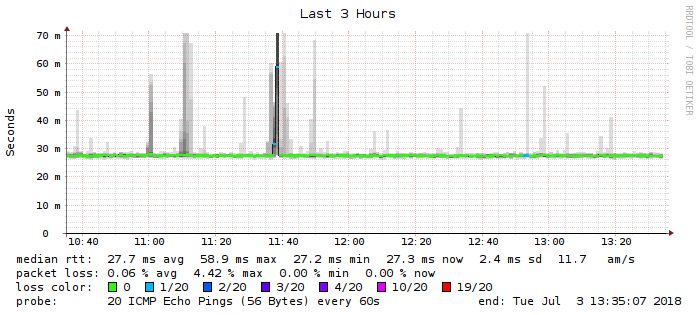 Last 3 Hours
RRDTOOL / TOBI OETIKER
Seconds
70 m
60 m
50 m
40 m
30 m
20 m
10 m
0
10:40 11:00 11:20 11:40 12:00 12:20 12:40 13:00 13:20
median rtt: 27.7 ms avg 58.9 ms max 27.2 ms min 27.3 ms now 2.4 ms sd 11.7 am/s
packet loss: 0.06 % avg 4.42 % max 0.00 % min 0.00 % now
loss color: 0 1/20 2/20 3/20 4/20 10/20 19/20
probe: 20 ICMP Echo Pings (56 Bytes) every 60s end: Tue Jul 3 13:35:07 2018